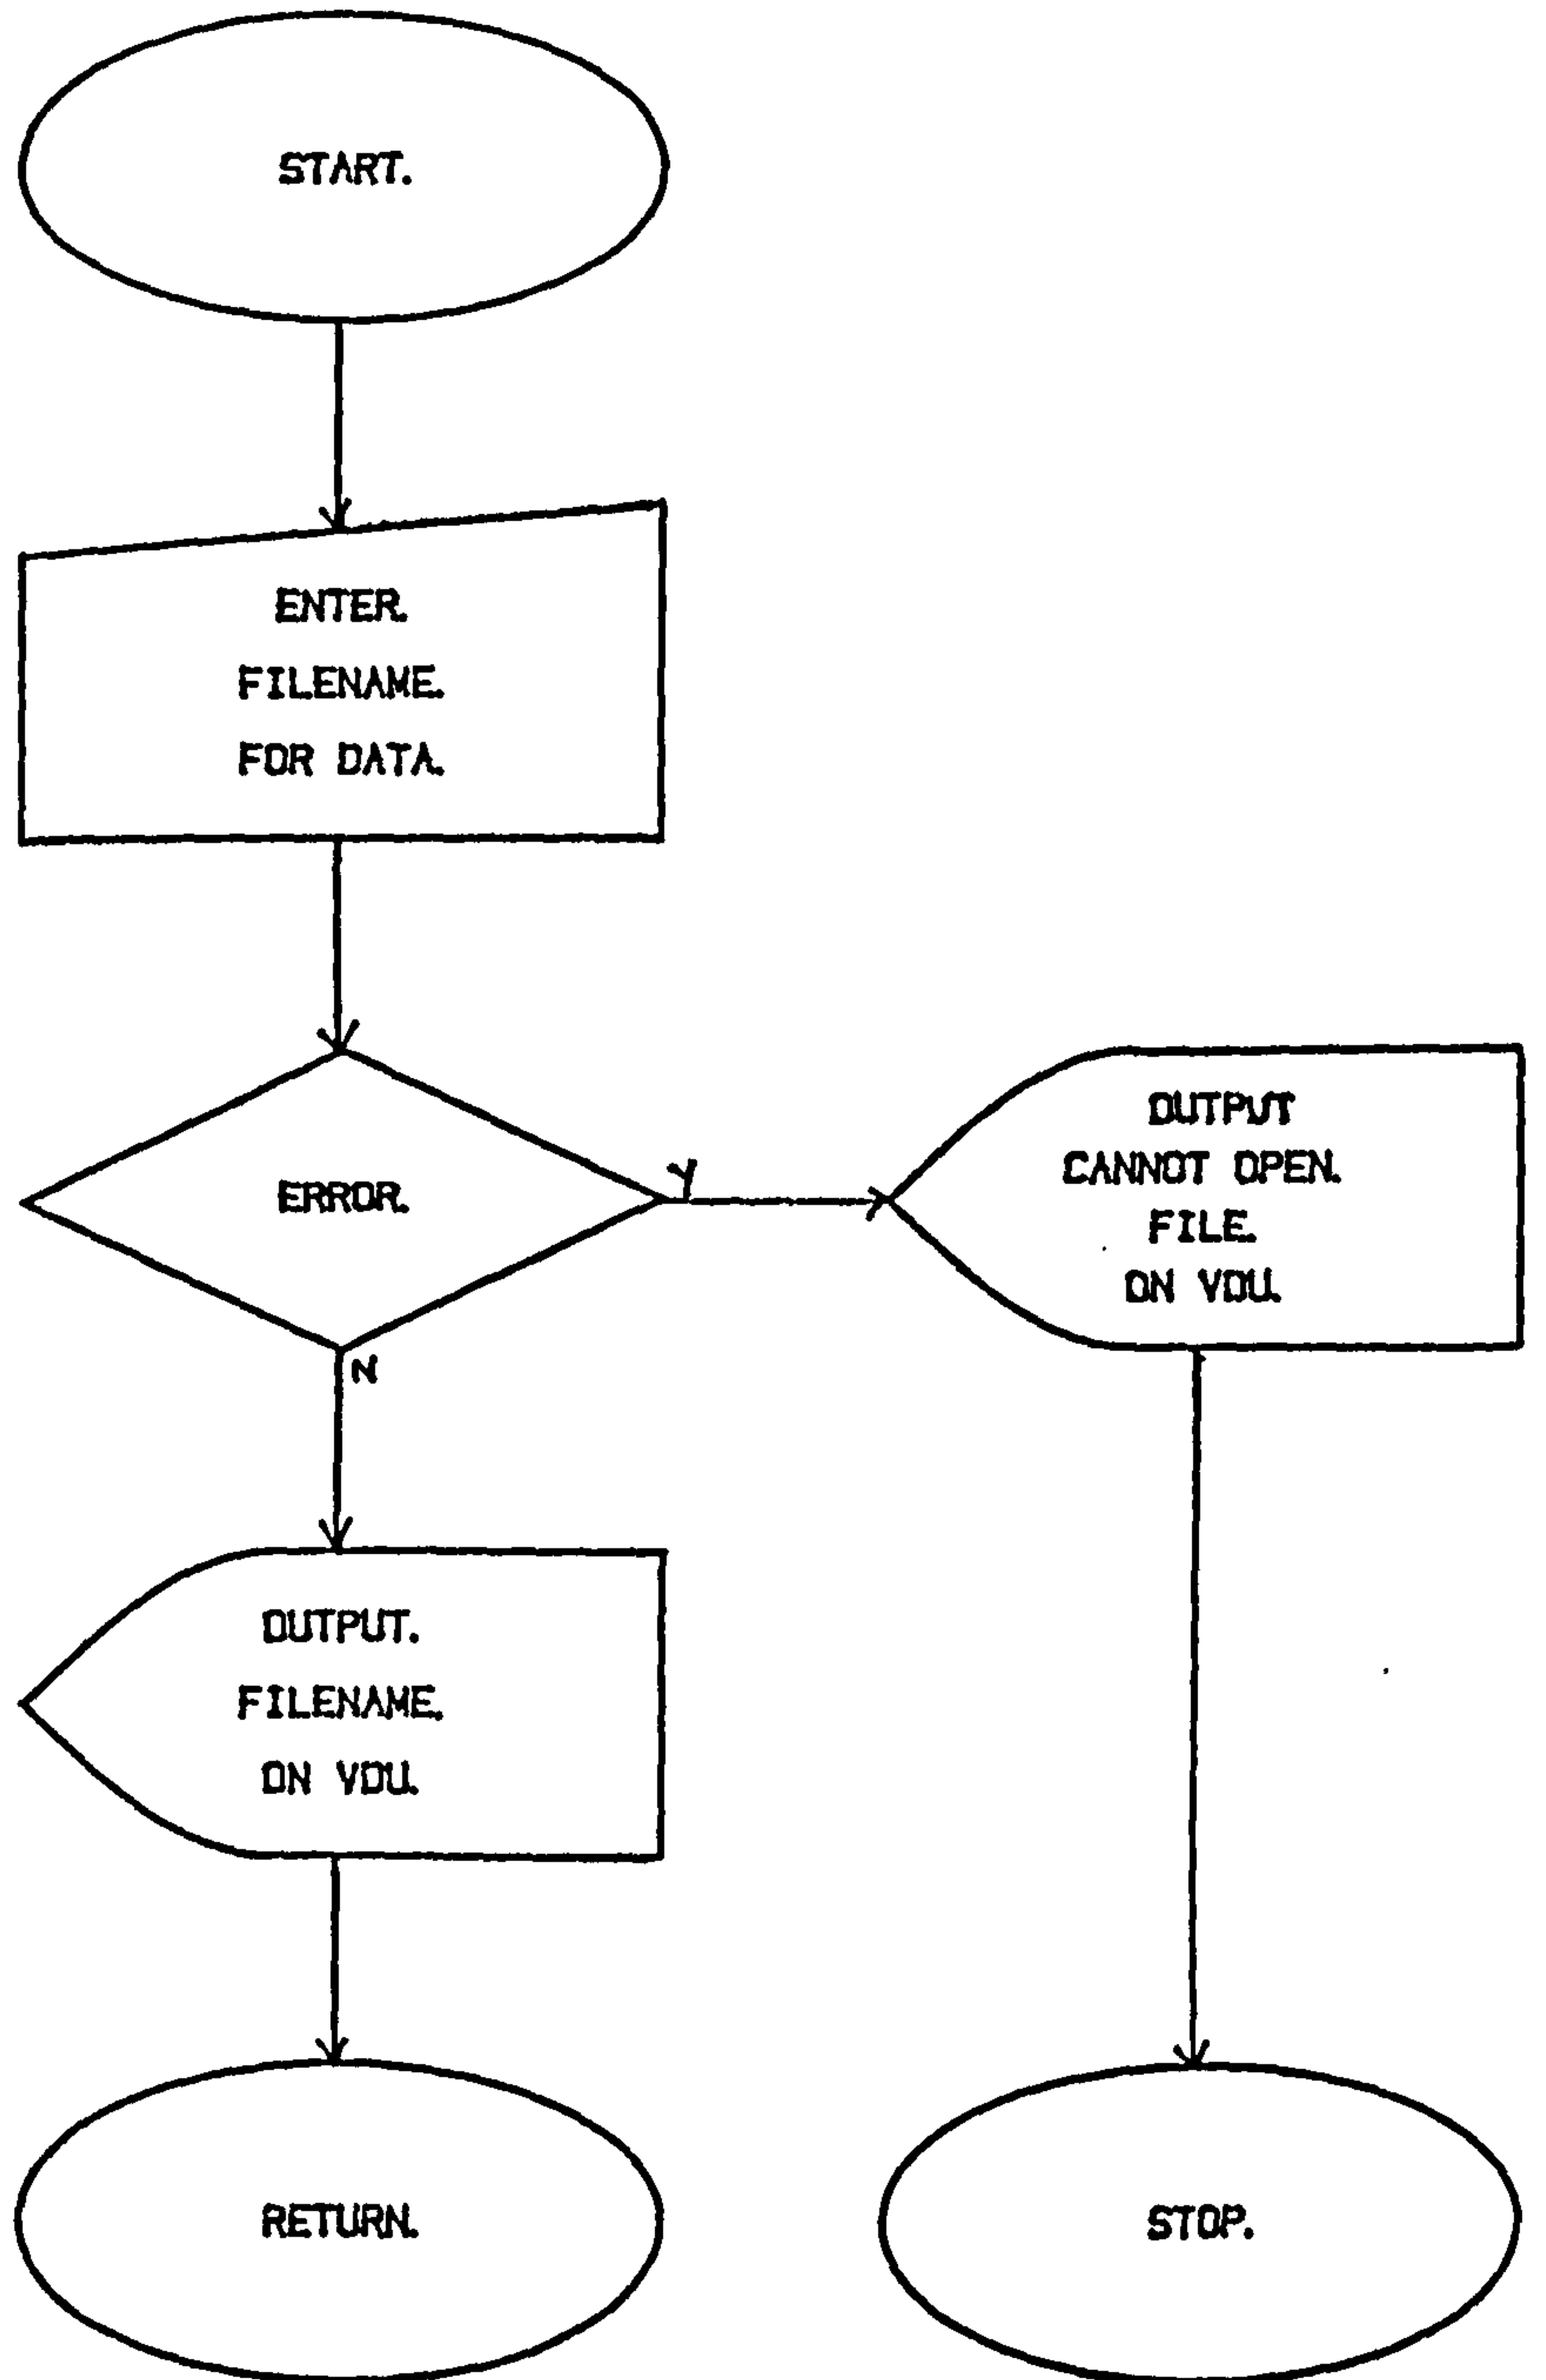 START.
ENTER.
FILENAME.
FOR DATA.
ERROR.
Y
N
OUTPUT
CANNOT OPEN.
FILE.
ON VDU.
OUTPUT.
FILENAME.
ON VDU.
RETURN.
STOP.